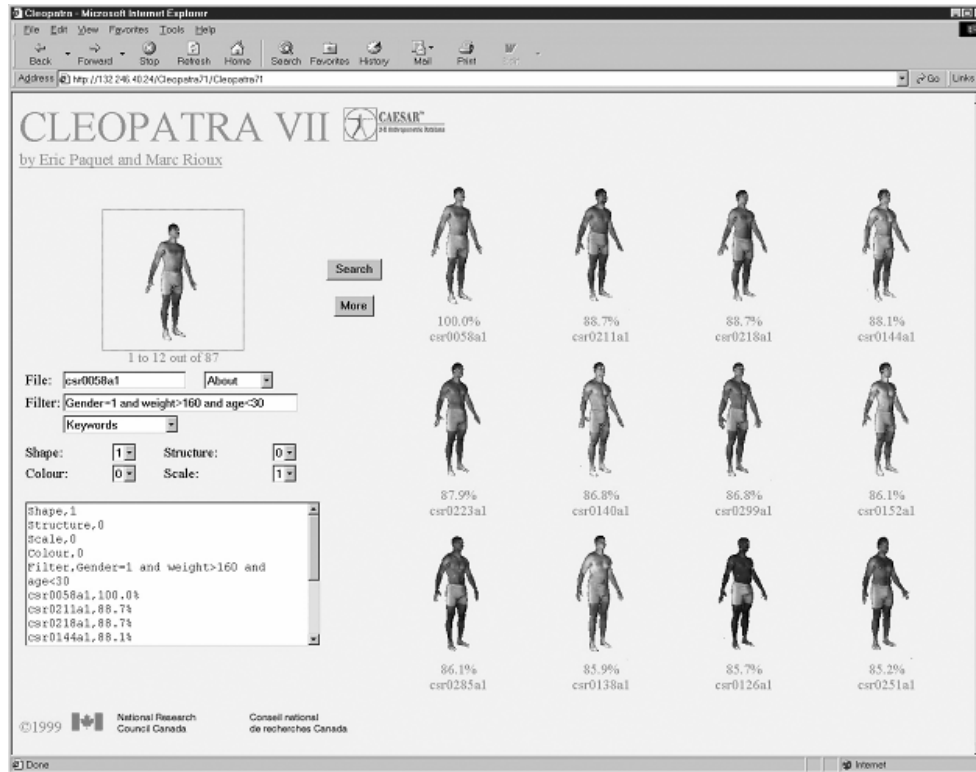 Cleopatra - Microsoft Internet Explorer
File Edit View Favorites Tools Help
Back Forward Stop Refresh Home Search Favorites History Mail Print
Address http://132.246.40.24/Cleopatra71/Cleopatra71 Go Links
CLEOPATRA VII
CAESAR™
3-D Anthropometric Database
by Eric Paquet and Marc Rioux
1 to 12 out of 87
Search
More
File: csr0058a1 About
Filter: Gender=1 and weight>160 and age<30
Keywords
Shape: 1 Structure: 0
Colour: 0 Scale: 1
Shape,1
Structure,0
Scale,0
Colour,0
Filter,Gender=1 and weight>160 and
age<30
csr0058a1,100.0%
csr0211a1,88.7%
csr0218a1,88.7%
csr0144a1,88.1%
100.0% 88.7% 88.7% 88.1%
csr0058a1 csr0211a1 csr0218a1 csr0144a1
87.9% 86.8% 86.8% 86.1%
csr0223a1 csr0140a1 csr0299a1 csr0152a1
86.1% 85.9% 85.7% 85.2%
csr0285a1 csr0138a1 csr0126a1 csr0251a1
©1999
National Research
Council Canada
Conseil national
de recherches Canada
Done Internet